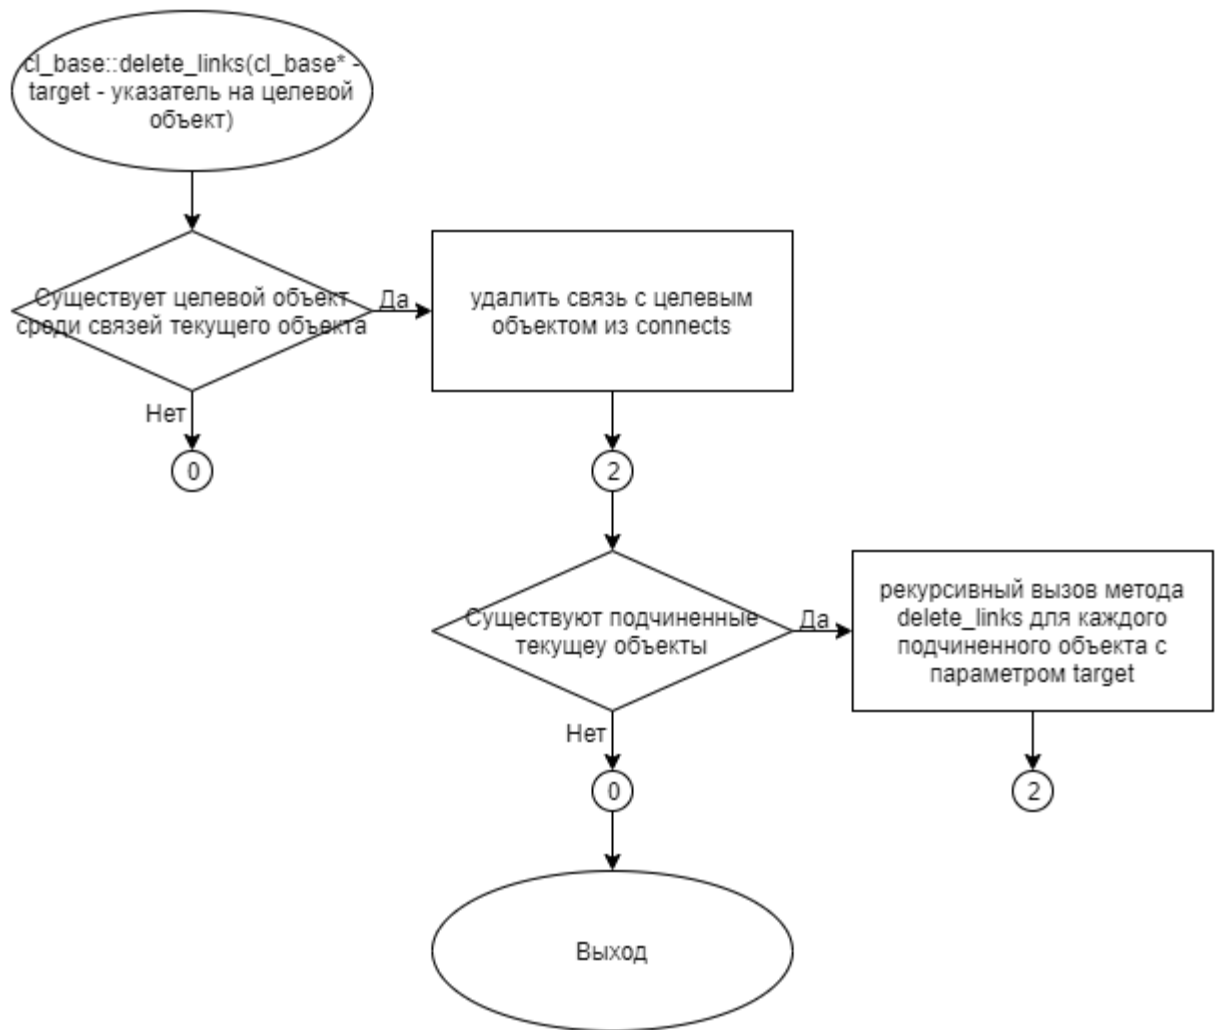 cl_base::delete_links(cl_base* -
target - указатель на целевой
объект)
Существует целевой объект
среди связей текущего объекта
Да
удалить связь с целевым
объектом из connects
Нет
0
2
Существуют подчиненные
текущеу объекты
Да
рекурсивный вызов метода
delete_links для каждого
подчиненного объекта с
параметром target
Нет
0
2
Выход